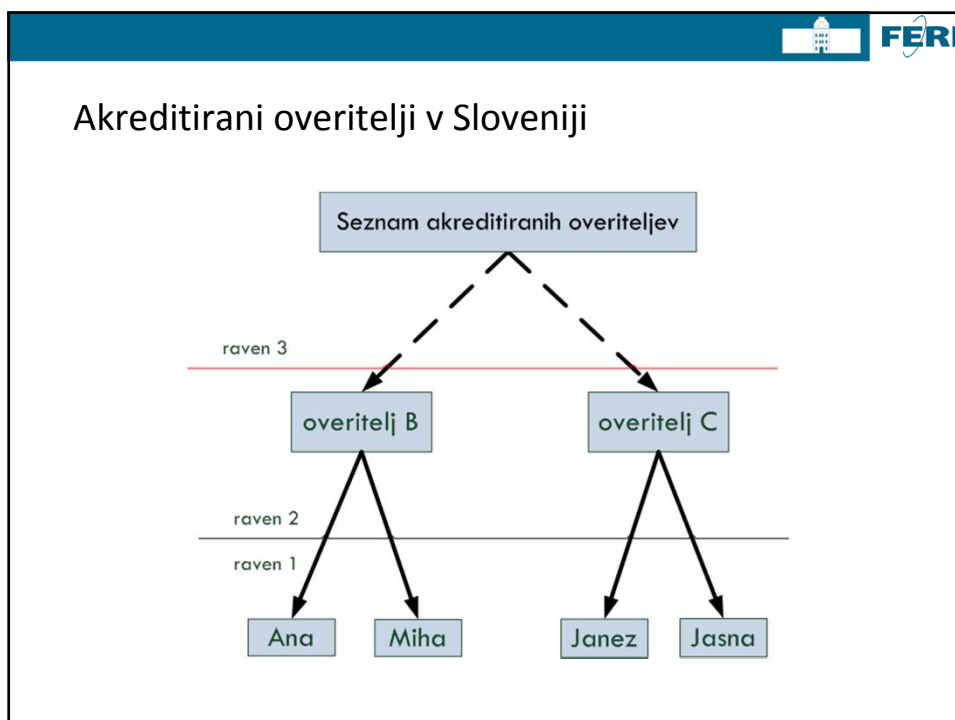 FERI
Akreditirani overitelji v Sloveniji
Seznam akreditiranih overiteljev
raven 3
overitelj B
overitelj C
raven 2
raven 1
Ana
Miha
Janez
Jasna